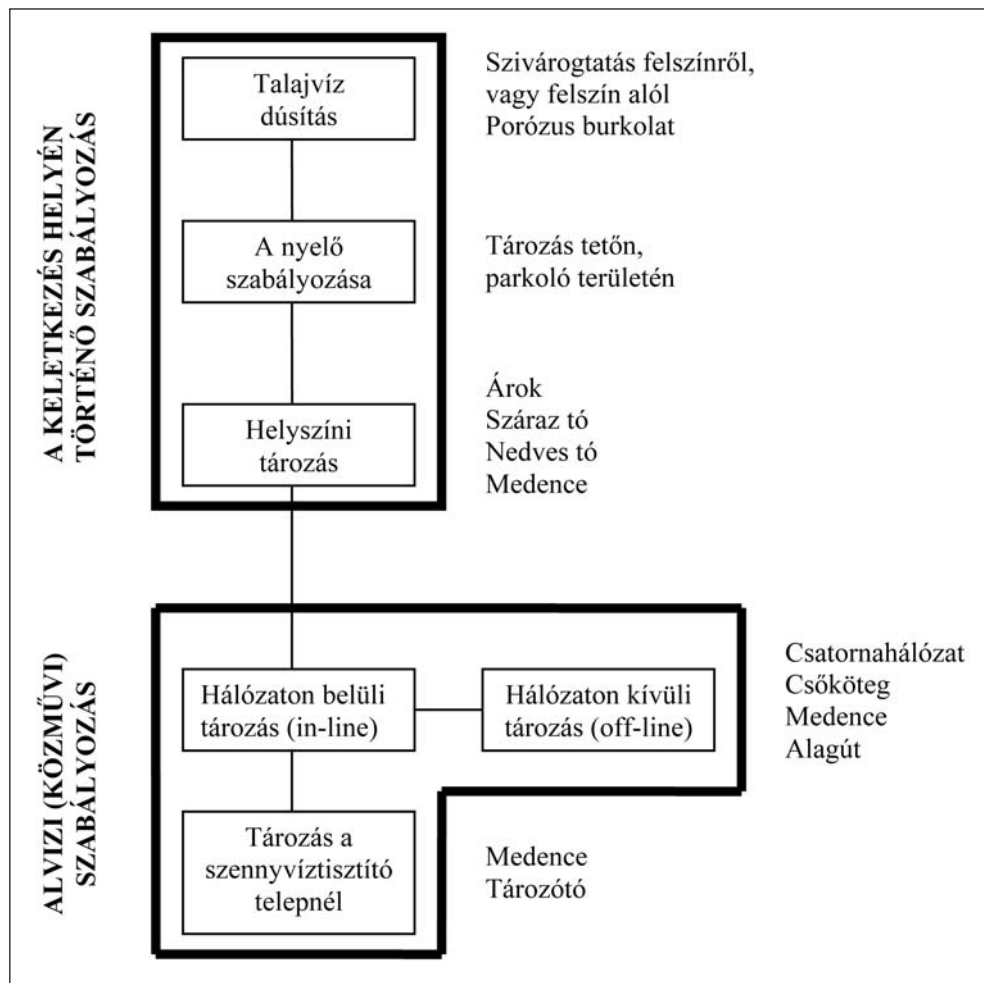 A KELETKEZÉS HELYÉN
TÖRTÉNŐ SZABÁLYOZÁS
Talajvíz
dúsítás
Szivárogtatás felszínről,
vagy felszín alól
Porózus burkolat
A nyelő
szabályozása
Tározás tetőn,
parkoló területén
Helyszíni
tározás
Árok
Száraz tó
Nedves tó
Medence
ALVIZI (KÖZMŰVI)
SZABÁLYOZÁS
Hálózaton belüli
tározás (in-line)
Hálózaton kívüli
tározás (off-line)
Csatornahálózat
Csőköteg
Medence
Alagút
Tározás a
szennyvíztisztító
telepnél
Medence
Tározótó